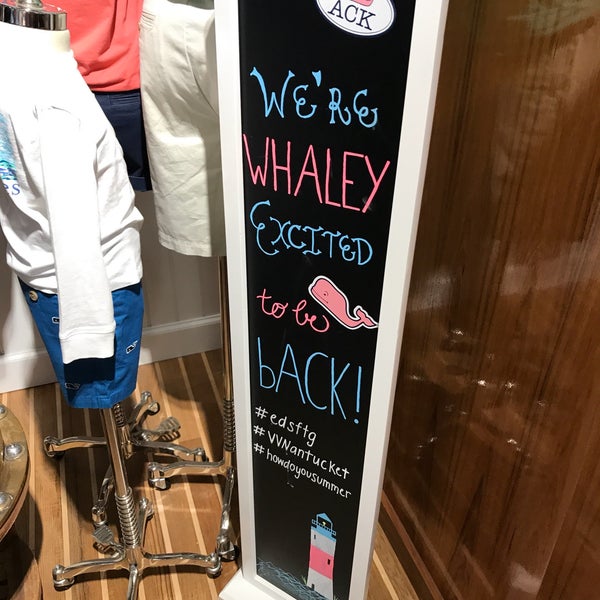 ACK
WE'RE
WHALEY
EXCITED
to be
bACK!
#edsftg
#VVNantucket
#howdoyousummer